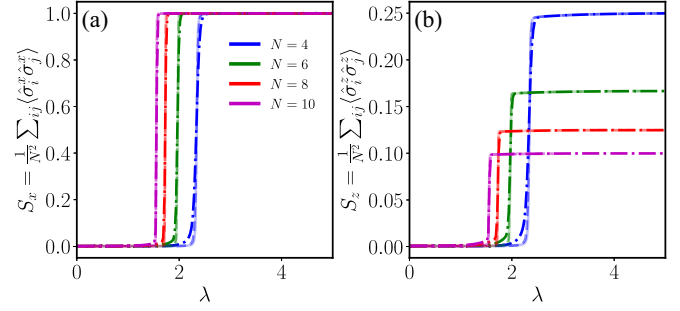 (a)
S_x = \frac{1}{N^2} \sum_{ij} \langle \hat{\sigma}_i^x \hat{\sigma}_j^x \rangle
1.0
0.8
0.6
0.4
0.2
0.0
N = 4
N = 6
N = 8
N = 10
0 2 4
λ
(b)
S_z = \frac{1}{N^2} \sum_{ij} \langle \hat{\sigma}_i^z \hat{\sigma}_j^z \rangle
0.25
0.20
0.15
0.10
0.05
0.00
0 2 4
λ